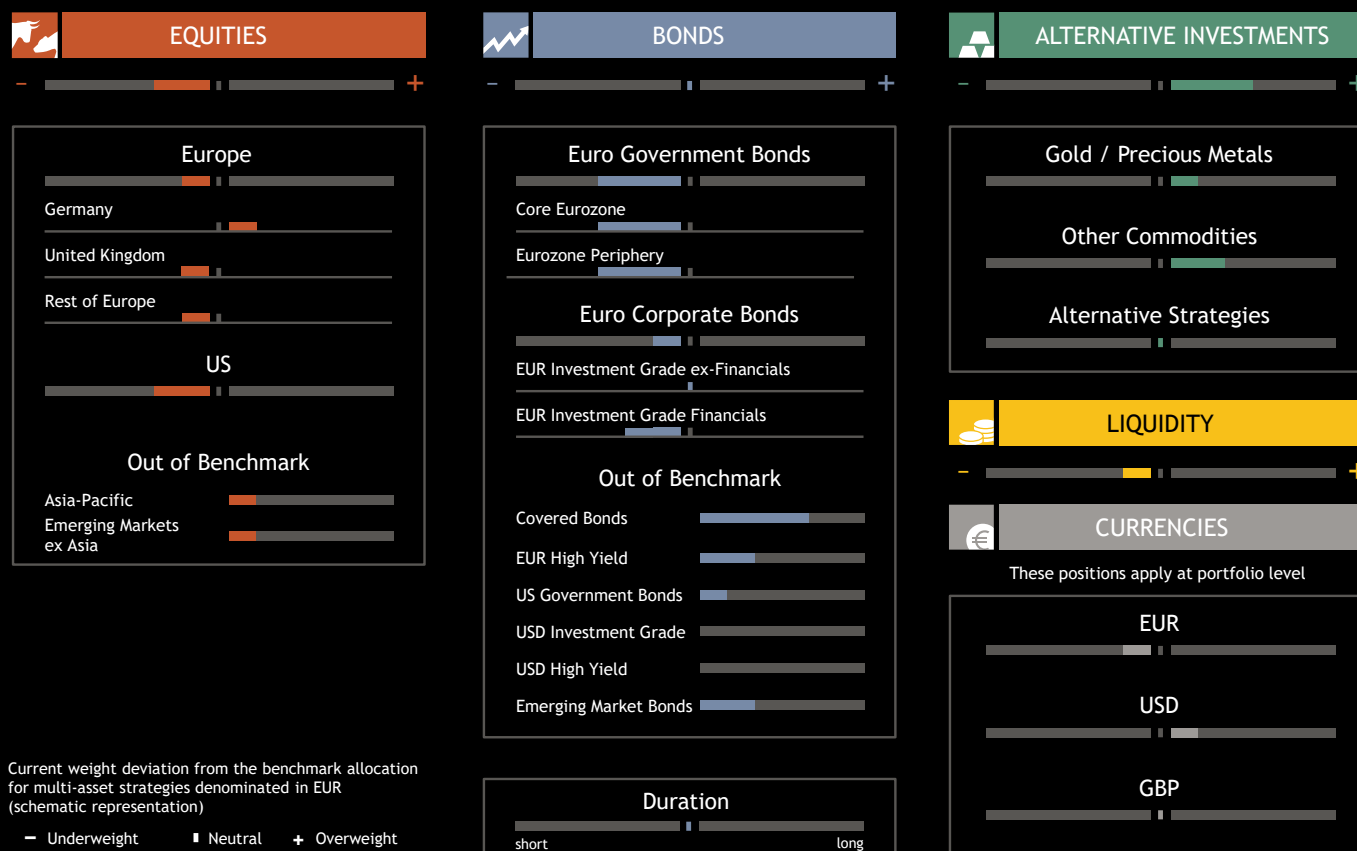 EQUITIES
− +
Europe
Germany
United Kingdom
Rest of Europe
US
Out of Benchmark
Asia-Pacific
Emerging Markets
ex Asia
Current weight deviation from the benchmark allocation
for multi-asset strategies denominated in EUR
(schematic representation)
− Underweight Neutral + Overweight
BONDS
− +
Euro Government Bonds
Core Eurozone
Eurozone Periphery
Euro Corporate Bonds
EUR Investment Grade ex-Financials
EUR Investment Grade Financials
Out of Benchmark
Covered Bonds
EUR High Yield
US Government Bonds
USD Investment Grade
USD High Yield
Emerging Market Bonds
Duration
short long
ALTERNATIVE INVESTMENTS
− +
Gold / Precious Metals
Other Commodities
Alternative Strategies
LIQUIDITY
− +
€
CURRENCIES
These positions apply at portfolio level
EUR
USD
GBP